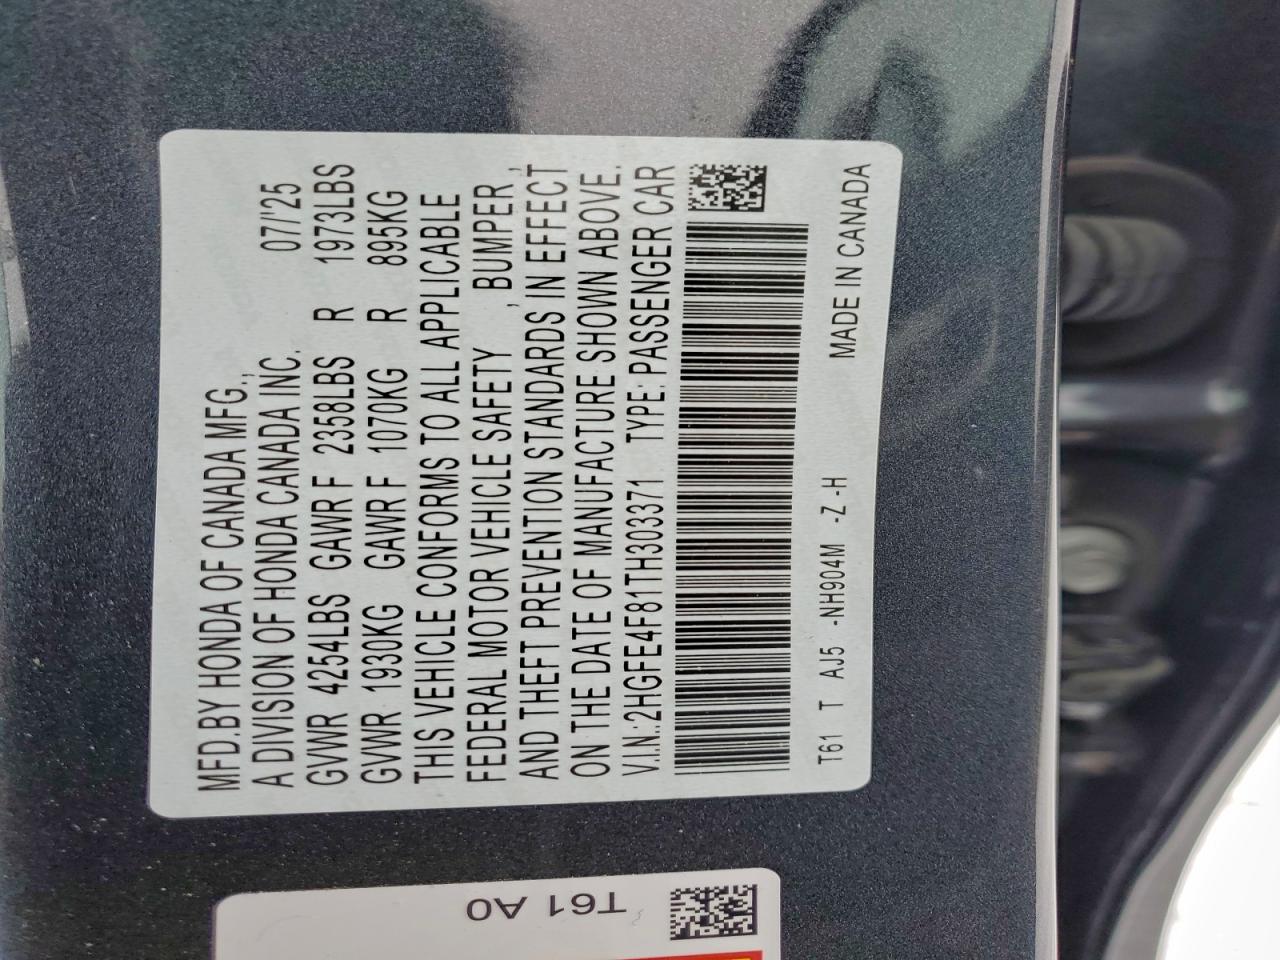 MFD.BY HONDA OF CANADA MFG.,
A DIVISION OF HONDA CANADA INC. 07/'25
GVWR 4254LBS GAWR F 2358LBS R 1973LBS
GVWR 1930KG GAWR F 1070KG R 895KG
THIS VEHICLE CONFORMS TO ALL APPLICABLE
FEDERAL MOTOR VEHICLE SAFETY , BUMPER ,
AND THEFT PREVENTION STANDARDS IN EFFECT
ON THE DATE OF MANUFACTURE SHOWN ABOVE.
V.I.N.:2HGFE4F81TH303371 TYPE: PASSENGER CAR
T61 T AJ5 -NH904M -Z -H MADE IN CANADA
T61 A0